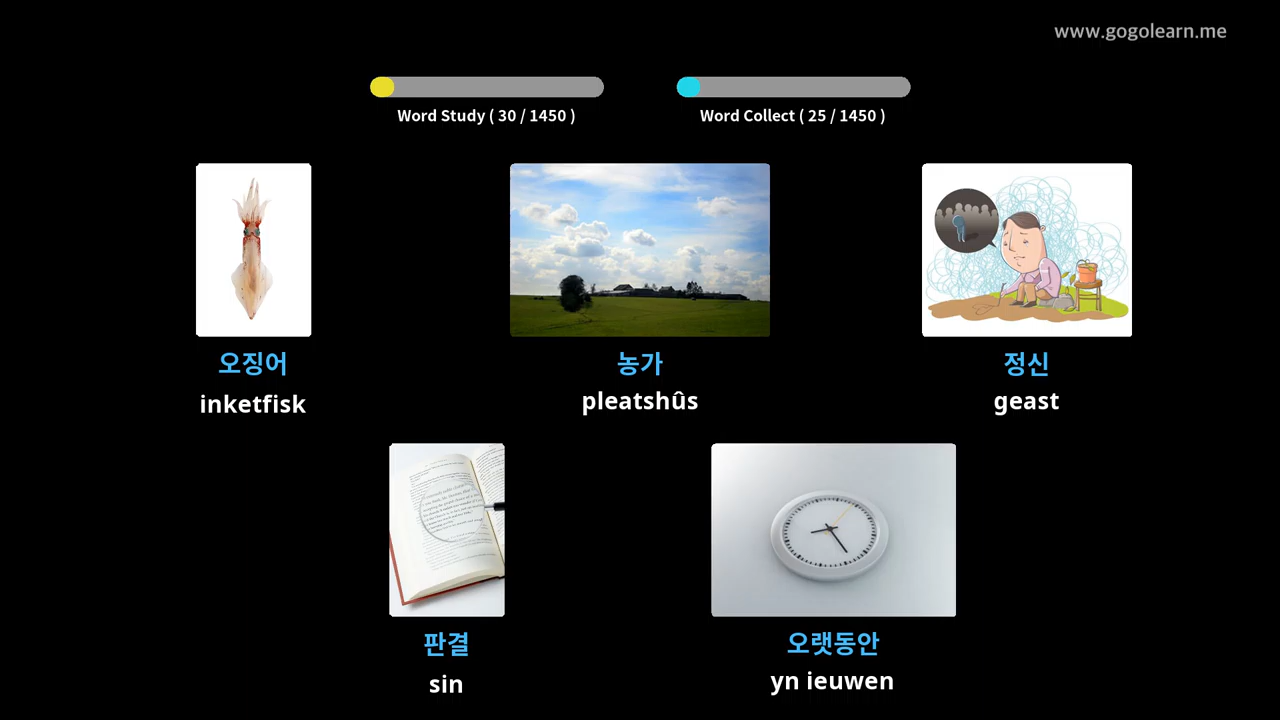 www.gogolearn.me
Word Study ( 30 / 1450 )
Word Collect ( 25 / 1450 )
오징어
inketfisk
농가
pleatshûs
정신
geast
판결
sin
오랫동안
yn ieuwen